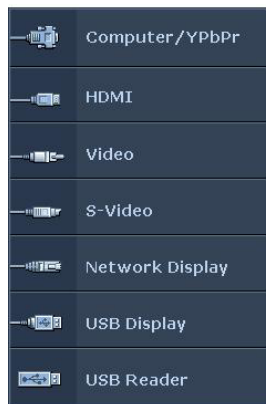 Computer/YPbPr
HDMI
Video
S-Video
Network Display
USB Display
USB Reader